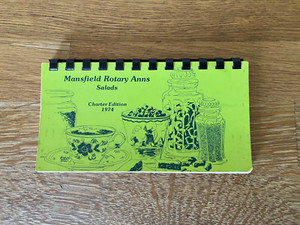 Mansfield Rotary Anns
Salads
Charter Edition
1974